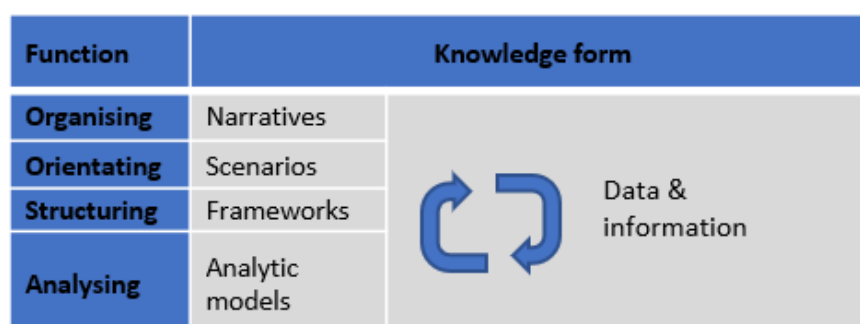 Function
Knowledge form
Organising
Narratives
Orientating
Scenarios
Structuring
Frameworks
Analysing
Analytic
models
Data &
information